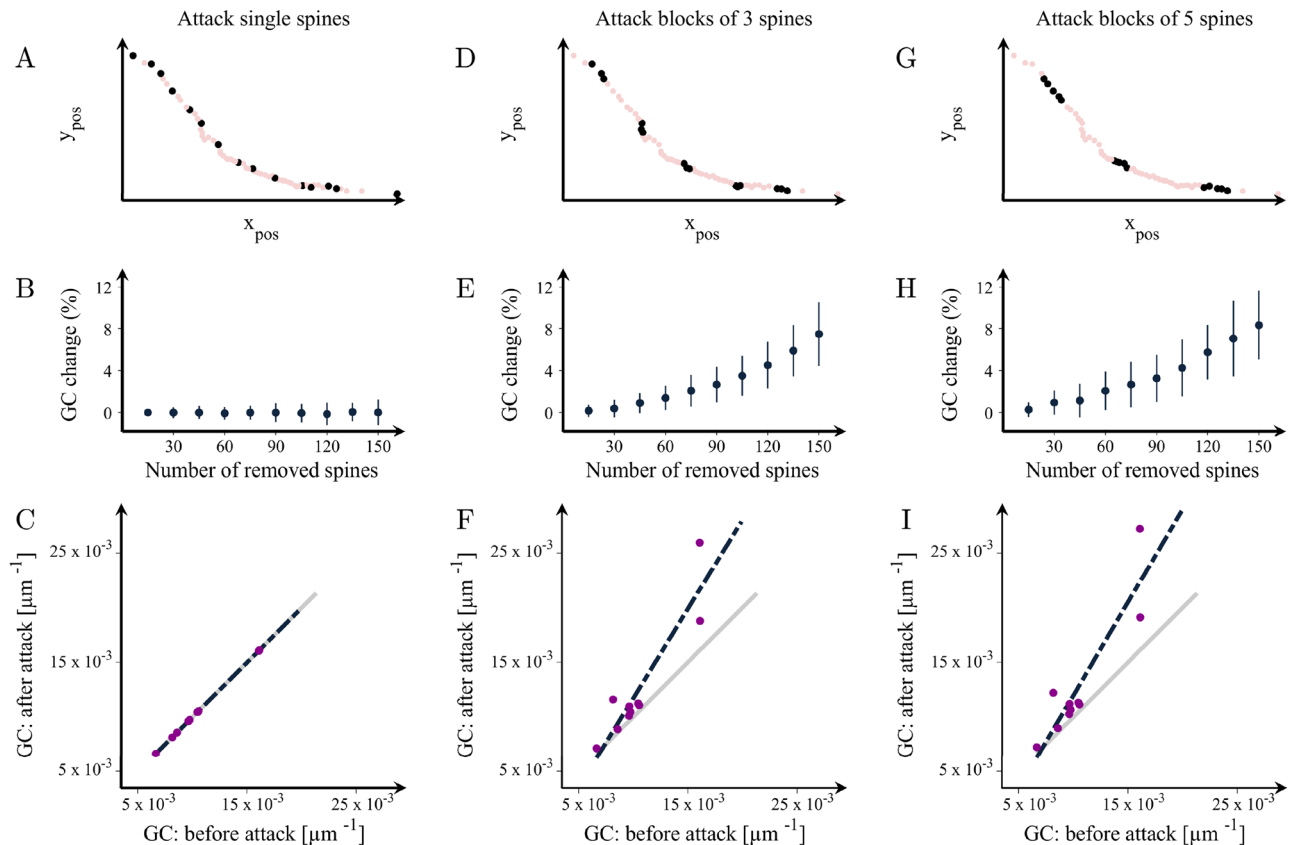 Attack single spines
Attack blocks of 3 spines
Attack blocks of 5 spines
A
y_pos
x_pos
D
y_pos
x_pos
G
y_pos
x_pos
B
GC change (%)
12
8
4
0
30 60 90 120 150
Number of removed spines
E
GC change (%)
12
8
4
0
30 60 90 120 150
Number of removed spines
H
GC change (%)
12
8
4
0
30 60 90 120 150
Number of removed spines
C
GC: after attack [µm⁻¹]
25 x 10⁻³
15 x 10⁻³
5 x 10⁻³
5 x 10⁻³ 15 x 10⁻³ 25 x 10⁻³
GC: before attack [µm⁻¹]
F
GC: after attack [µm⁻¹]
25 x 10⁻³
15 x 10⁻³
5 x 10⁻³
5 x 10⁻³ 15 x 10⁻³ 25 x 10⁻³
GC: before attack [µm⁻¹]
I
GC: after attack [µm⁻¹]
25 x 10⁻³
15 x 10⁻³
5 x 10⁻³
5 x 10⁻³ 15 x 10⁻³ 25 x 10⁻³
GC: before attack [µm⁻¹]